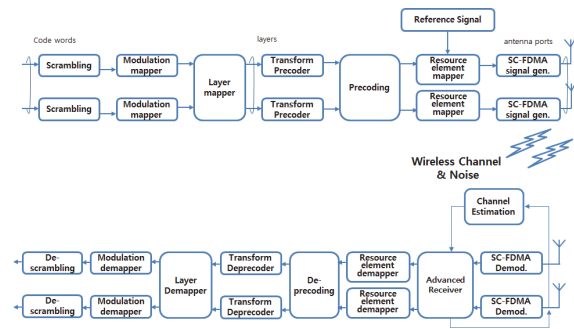 Reference Signal
Code words
layers
antenna ports
Scrambling
Modulation
mapper
Layer
mapper
Transform
Precoder
Precoding
Resource
element
mapper
SC-FDMA
signal gen.
Scrambling
Modulation
mapper
Transform
Precoder
Resource
element
mapper
SC-FDMA
signal gen.
Wireless Channel
& Noise
Channel
Estimation
De-
scrambling
Modulation
demapper
Layer
Demapper
Transform
Deprecoder
De-
precoding
Resource
element
demapper
Advanced
Receiver
SC-FDMA
Demod.
De-
scrambling
Modulation
demapper
Transform
Deprecoder
Resource
element
demapper
SC-FDMA
Demod.